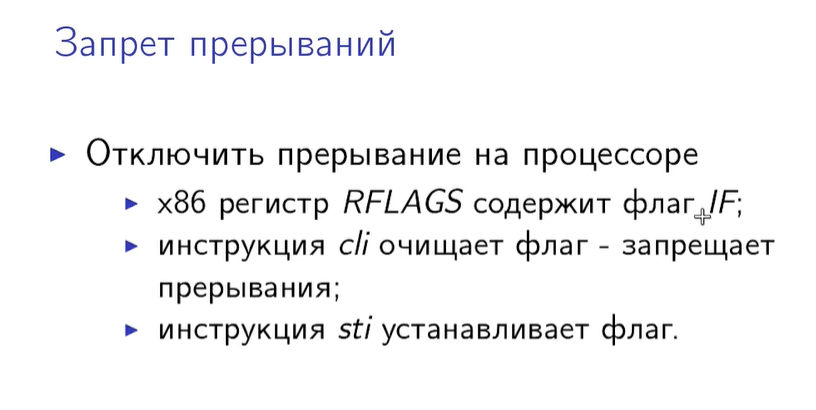 Запрет прерываний
Отключить прерывание на процессоре
x86 регистр RFLAGS содержит флаг IF;
инструкция cli очищает флаг - запрещает
прерывания;
инструкция sti устанавливает флаг.